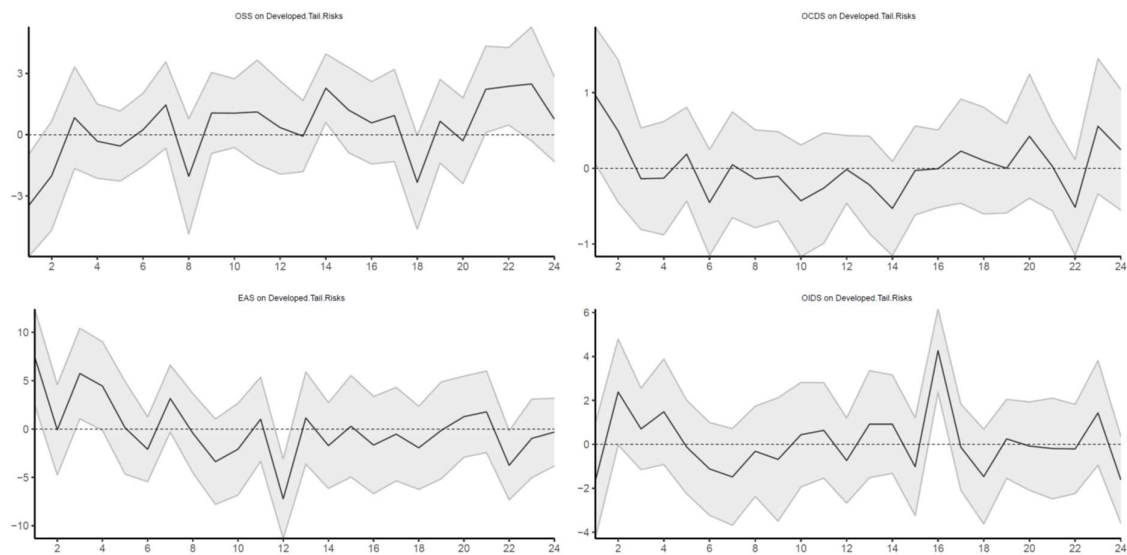 OSS on Developed.Tail.Risks
3
0
−3
2 4 6 8 10 12 14 16 18 20 22 24
OCDS on Developed.Tail.Risks
1
0
−1
2 4 6 8 10 12 14 16 18 20 22 24
EAS on Developed.Tail.Risks
10
5
0
−5
−10
2 4 6 8 10 12 14 16 18 20 22 24
OIDS on Developed.Tail.Risks
6
4
2
0
−2
−4
2 4 6 8 10 12 14 16 18 20 22 24